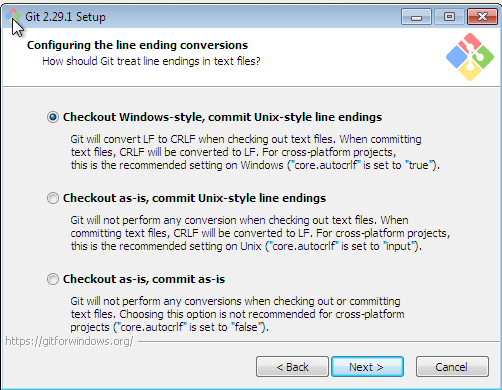 Git 2.29.1 Setup
Configuring the line ending conversions
How should Git treat line endings in text files?
Checkout Windows-style, commit Unix-style line endings
Git will convert LF to CRLF when checking out text files. When committing
text files, CRLF will be converted to LF. For cross-platform projects,
this is the recommended setting on Windows ("core.autocrlf" is set to "true").
Checkout as-is, commit Unix-style line endings
Git will not perform any conversion when checking out text files. When
committing text files, CRLF will be converted to LF. For cross-platform projects,
this is the recommended setting on Unix ("core.autocrlf" is set to "input").
Checkout as-is, commit as-is
Git will not perform any conversions when checking out or committing
text files. Choosing this option is not recommended for cross-platform
projects ("core.autocrlf" is set to "false").
https://gitforwindows.org/
< Back
Next >
Cancel